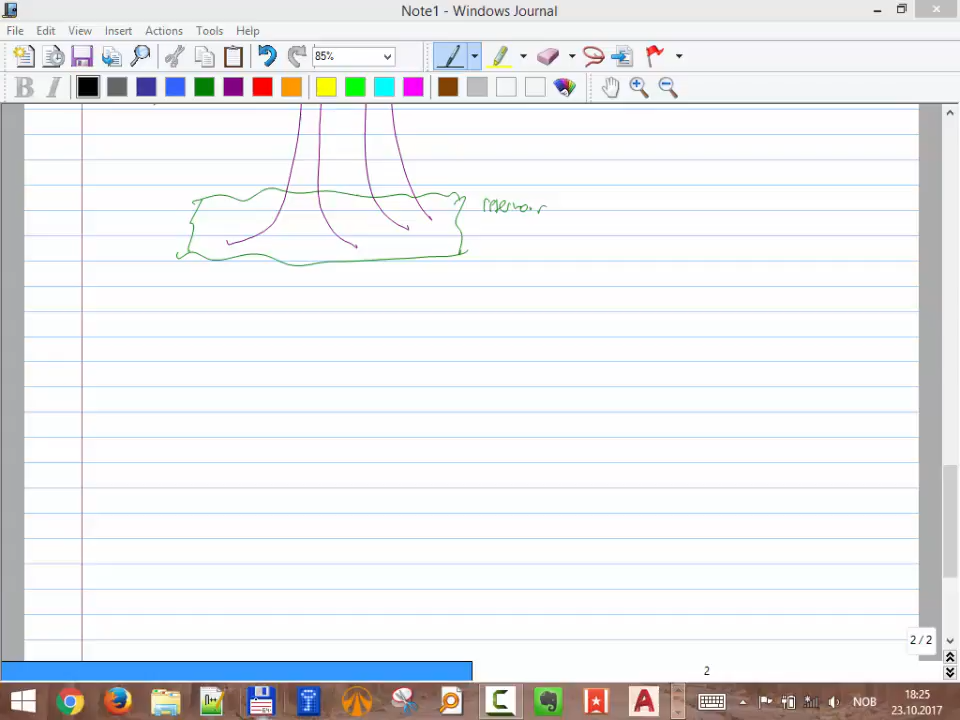 Note1 - Windows Journal
File Edit View Insert Actions Tools Help
85%
B I
reservoir
2 / 2
2
NOB
18:25
23.10.2017